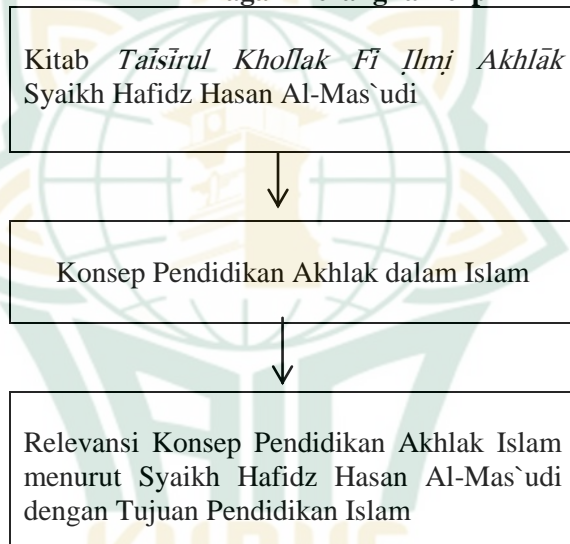 Kitab Taīsīrul Khollak Fī Ilmi Akhlāk
Syaikh Hafidz Hasan Al-Mas`udi
Konsep Pendidikan Akhlak dalam Islam
Relevansi Konsep Pendidikan Akhlak Islam
menurut Syaikh Hafidz Hasan Al-Mas`udi
dengan Tujuan Pendidikan Islam